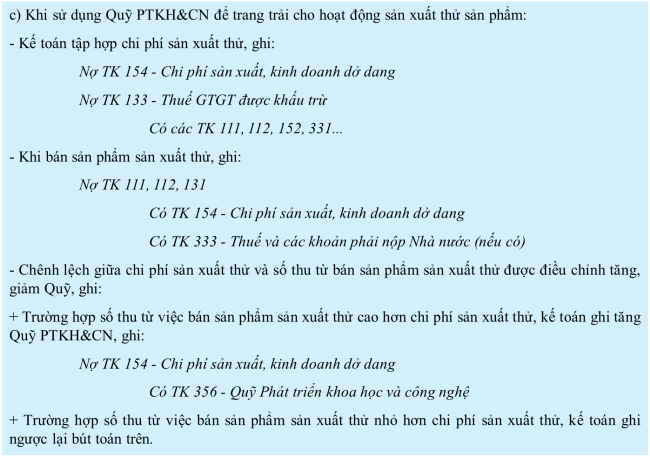 c) Khi sử dụng Quỹ PTKH&CN để trang trải cho hoạt động sản xuất thử sản phẩm:
- Kế toán tập hợp chi phí sản xuất thử, ghi:
Nợ TK 154 - Chi phí sản xuất, kinh doanh dở dang
Nợ TK 133 - Thuế GTGT được khấu trừ
Có các TK 111, 112, 152, 331...
- Khi bán sản phẩm sản xuất thử, ghi:
Nợ TK 111, 112, 131
Có TK 154 - Chi phí sản xuất, kinh doanh dở dang
Có TK 333 - Thuế và các khoản phải nộp Nhà nước (nếu có)
- Chênh lệch giữa chi phí sản xuất thử và số thu từ bán sản phẩm sản xuất thử được điều chỉnh tăng,
giảm Quỹ, ghi:
+ Trường hợp số thu từ việc bán sản phẩm sản xuất thử cao hơn chi phí sản xuất thử, kế toán ghi tăng
Quỹ PTKH&CN, ghi:
Nợ TK 154 - Chi phí sản xuất, kinh doanh dở dang
Có TK 356 - Quỹ Phát triển khoa học và công nghệ
+ Trường hợp số thu từ việc bán sản phẩm sản xuất thử nhỏ hơn chi phí sản xuất thử, kế toán ghi
ngược lại bút toán trên.